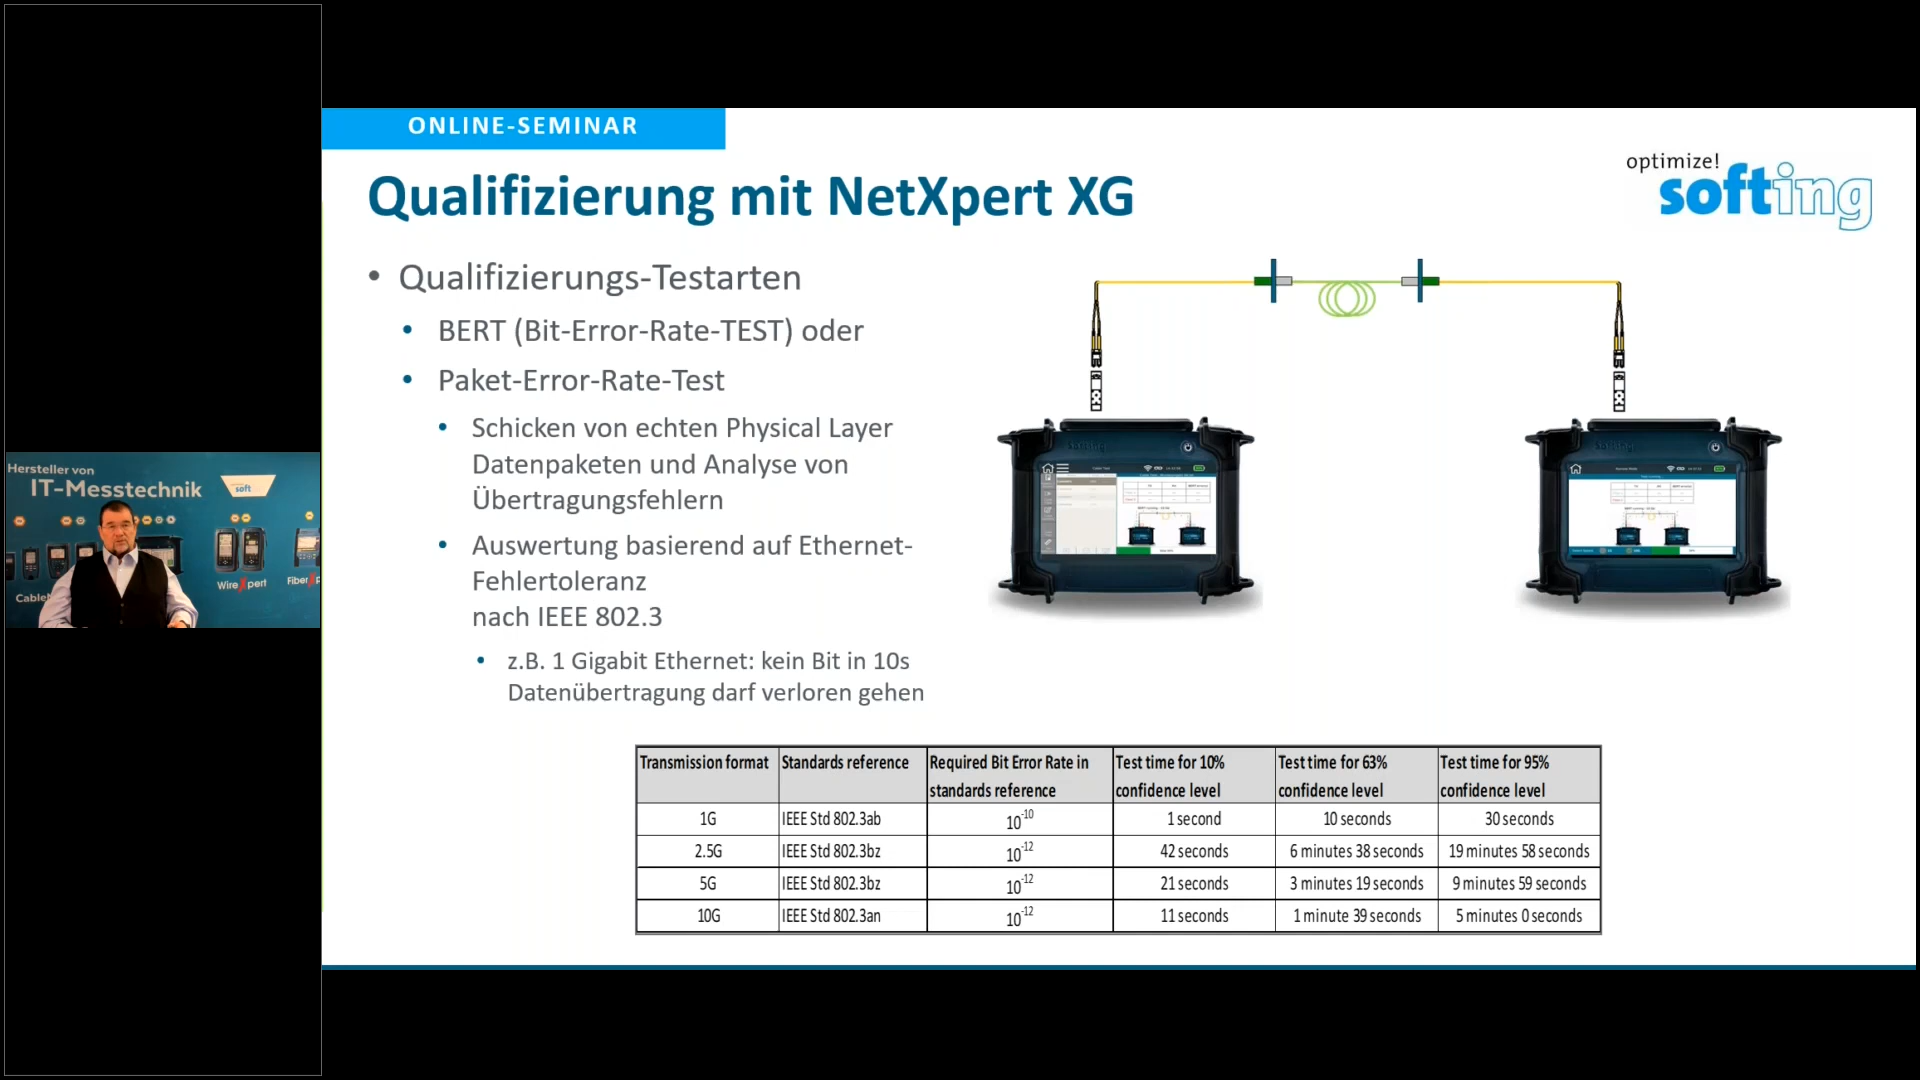 ONLINE-SEMINAR
Qualifizierung mit NetXpert XG
optimize!
softing
• Qualifizierungs-Testarten
• BERT (Bit-Error-Rate-TEST) oder
• Paket-Error-Rate-Test
• Schicken von echten Physical Layer
Datenpaketen und Analyse von
Übertragungsfehlern
• Auswertung basierend auf Ethernet-
Fehlertoleranz
nach IEEE 802.3
• z.B. 1 Gigabit Ethernet: kein Bit in 10s
Datenübertragung darf verloren gehen
Hersteller von
IT-Messtechnik
soft
WireXpert
Transmission format Standards reference Required Bit Error Rate in standards reference Test time for 10% confidence level Test time for 63% confidence level Test time for 95% confidence level
1G IEEE Std 802.3ab 10⁻¹⁰ 1 second 10 seconds 30 seconds
2.5G IEEE Std 802.3bz 10⁻¹² 42 seconds 6 minutes 38 seconds 19 minutes 58 seconds
5G IEEE Std 802.3bz 10⁻¹² 21 seconds 3 minutes 19 seconds 9 minutes 59 seconds
10G IEEE Std 802.3an 10⁻¹² 11 seconds 1 minute 39 seconds 5 minutes 0 seconds